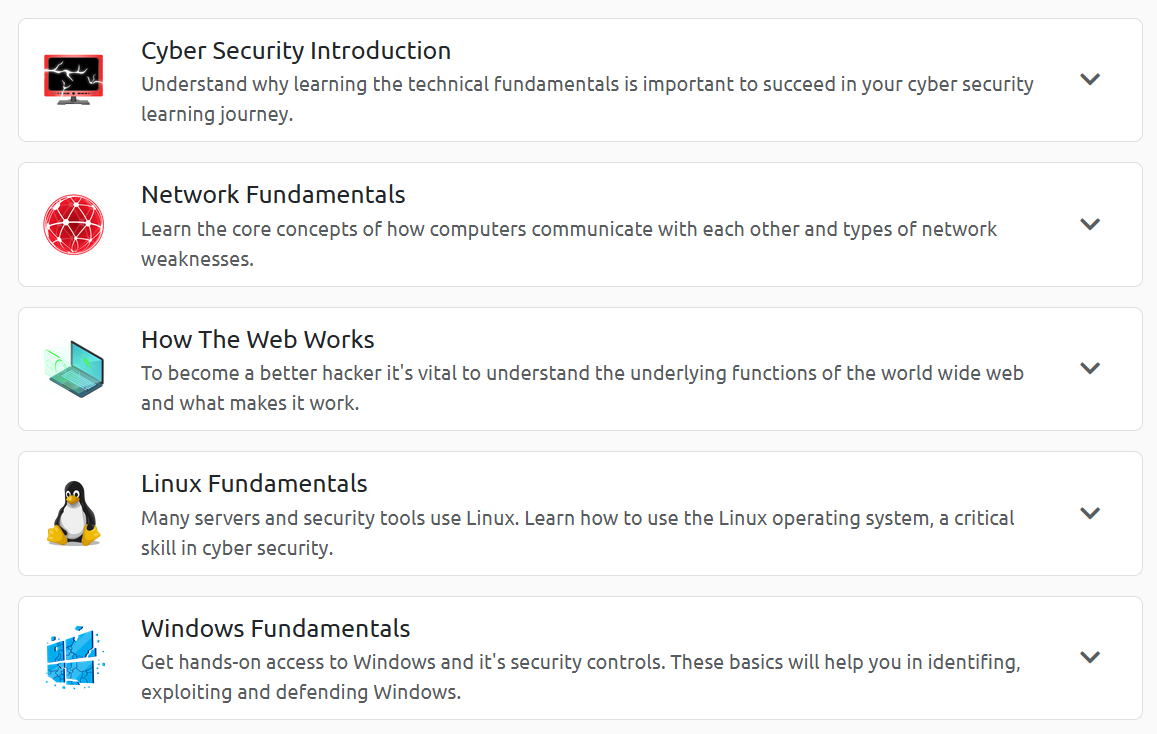 Cyber Security Introduction
Understand why learning the technical fundamentals is important to succeed in your cyber security
learning journey.
Network Fundamentals
Learn the core concepts of how computers communicate with each other and types of network
weaknesses.
How The Web Works
To become a better hacker it's vital to understand the underlying functions of the world wide web
and what makes it work.
Linux Fundamentals
Many servers and security tools use Linux. Learn how to use the Linux operating system, a critical
skill in cyber security.
Windows Fundamentals
Get hands-on access to Windows and it's security controls. These basics will help you in identifing,
exploiting and defending Windows.